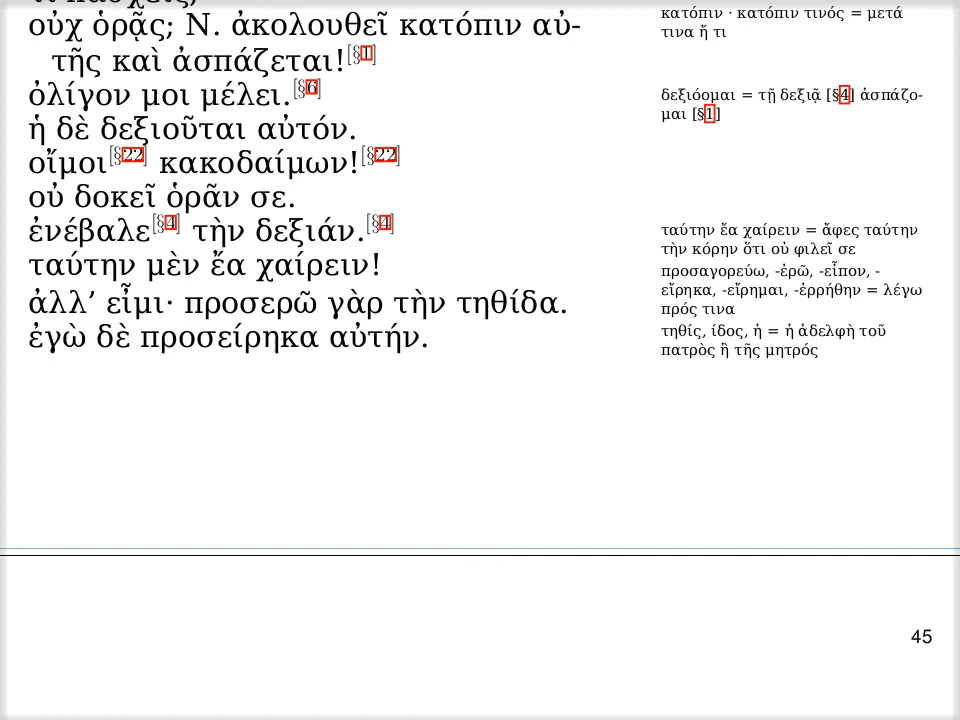 οὐχ ὁρᾷς; Ν. ἀκολουθεῖ κατόπιν αὐ-
τῆς καὶ ἀσπάζεται![§1]
ὀλίγον μοι μέλει.[§6]
ἡ δὲ δεξιοῦται αὐτόν.
οἴμοι[§22] κακοδαίμων![§22]
οὐ δοκεῖ ὁρᾶν σε.
ἐνέβαλε[§4] τὴν δεξιάν.[§4]
ταύτην μὲν ἔα χαίρειν!
ἀλλ’ εἶμι· προσερῶ γὰρ τὴν τηθίδα.
ἐγὼ δὲ προσείρηκα αὐτήν.
κατόπιν · κατόπιν τινός = μετά
τινα ἤ τι
δεξιόομαι = τῇ δεξιᾷ [§4] ἀσπάζο-
μαι [§1]
ταύτην ἔα χαίρειν = ἄφες ταύτην
τὴν κόρην ὅτι οὐ φιλεῖ σε
προσαγορεύω, -ἐρῶ, -εἶπον, -
είρηκα, -είρημαι, -ἐρρήθην = λέγω
πρός τινα
τηθίς, ίδος, ἡ = ἡ ἀδελφὴ τοῦ
πατρὸς ἢ τῆς μητρός
45